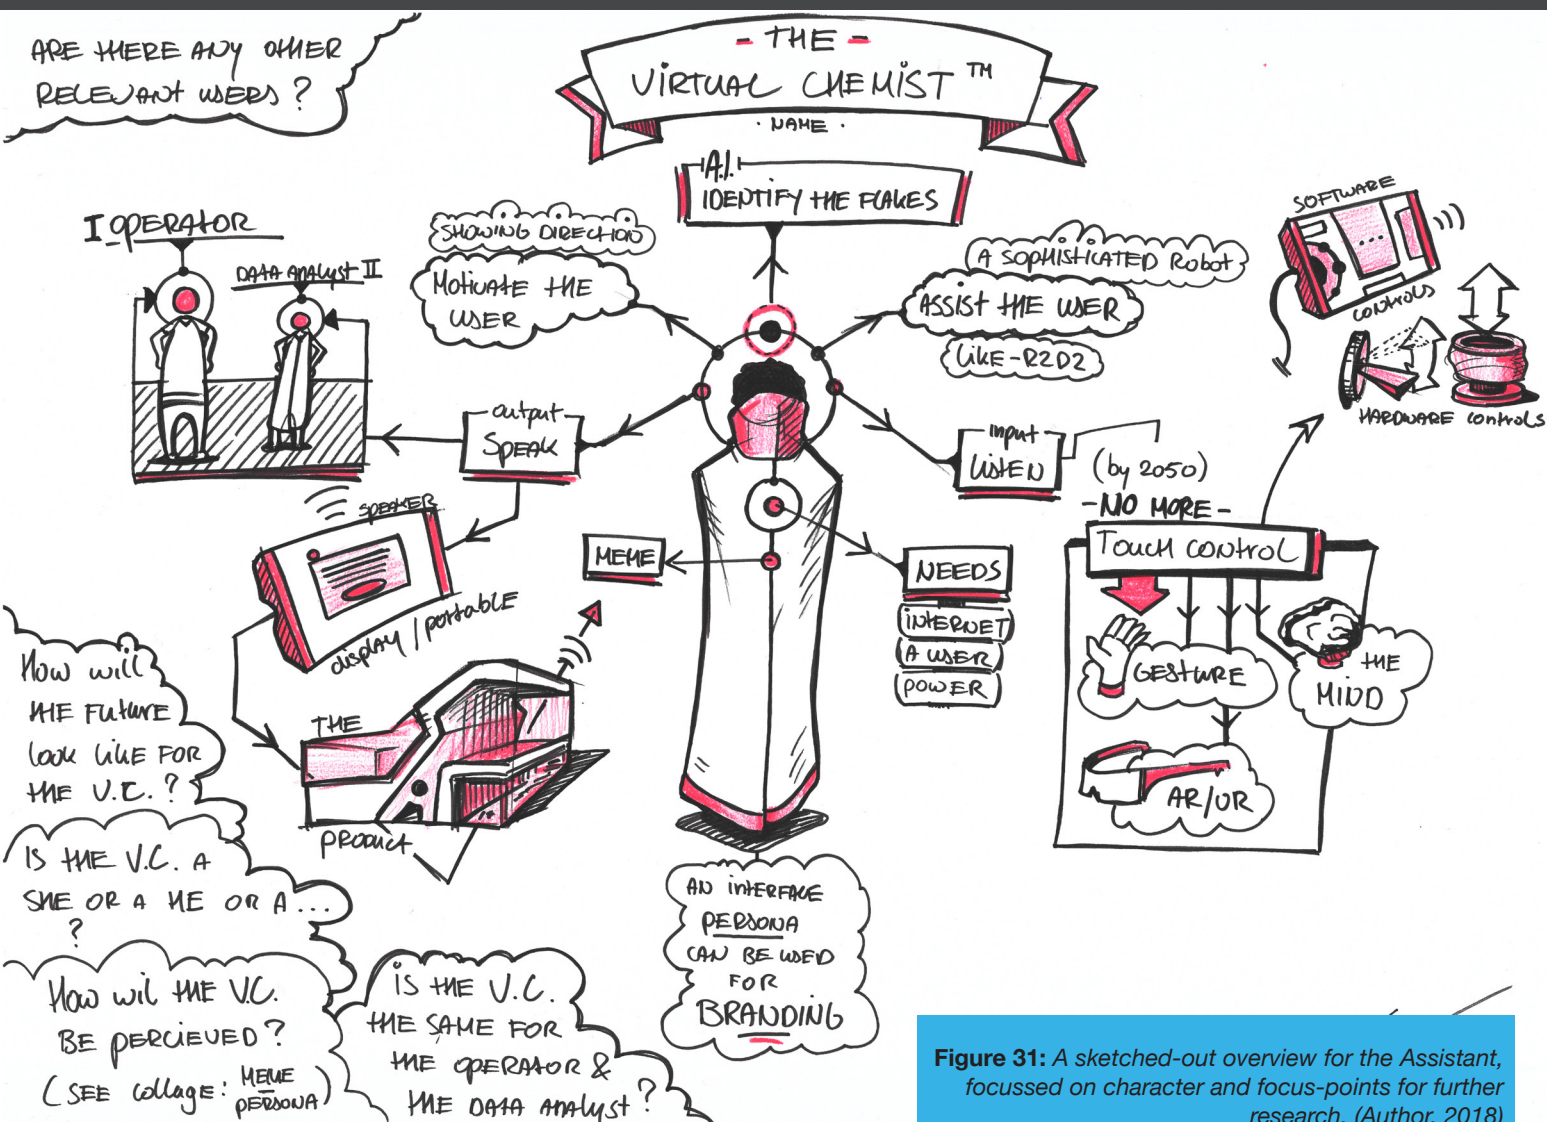 ARE THERE ANY OTHER
RELEVANT USERS?
- THE -
VIRTUAL CHEMIST™
· NAME ·
A.I.
IDENTIFY THE FLAKES
I OPERATOR
DATA ANALYST II
SHOWING DIRECTION
MOTIVATE THE
USER
A SOPHISTICATED ROBOT
ASSIST THE USER
LIKE-R2D2
SOFTWARE
CONTROLS
HARDWARE CONTROLS
output
SPEAK
input
LISTEN
(by 2050)
-NO MORE-
TOUCH CONTROL
SPEAKER
display/portable
MEME
NEEDS
(INTERNET)
(A USER)
(POWER)
GESTURE
THE
MIND
AR/VR
THE
PRODUCT
How will
THE FUTURE
look like FOR
THE V.C.?
IS THE V.C. A
SHE OR A HE OR A...
?
How wil THE V.C.
BE PERCIEVED?
(SEE collage: MEME
PERSONA)
IS THE V.C.
THE SAME FOR
THE OPERATOR &
THE DATA ANALYST?
AN INTERFACE
PERSONA
CAN BE USED
FOR
BRANDING
Figure 31: A sketched-out overview for the Assistant,
focussed on character and focus-points for further
research. (Author, 2018)